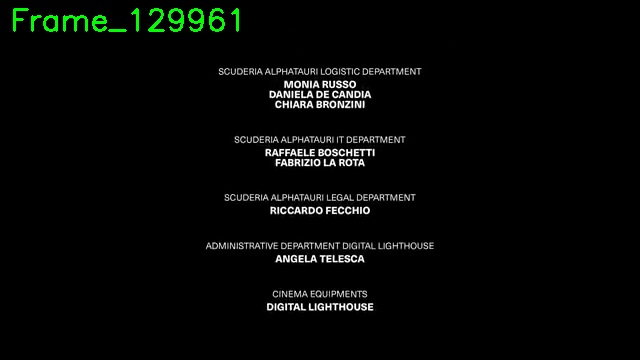 Frame_129961
SCUDERIA ALPHATAURI LOGISTIC DEPARTMENT
MONIA RUSSO
DANIELA DE CANDIA
CHIARA BRONZINI
SCUDERIA ALPHATAURI IT DEPARTMENT
RAFFAELE BOSCHETTI
FABRIZIO LA ROTA
SCUDERIA ALPHATAURI LEGAL DEPARTMENT
RICCARDO FECCHIO
ADMINISTRATIVE DEPARTMENT DIGITAL LIGHTHOUSE
ANGELA TELESCA
CINEMA EQUIPMENTS
DIGITAL LIGHTHOUSE